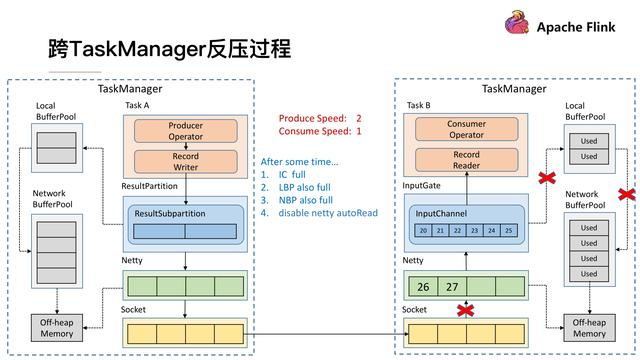 Apache Flink
跨TaskManager反压过程
TaskManager
Local
BufferPool
Task A
Producer
Operator
Record
Writer
ResultPartition
ResultSubpartition
Network
BufferPool
Netty
Socket
Off-heap
Memory
Produce Speed: 2
Consume Speed: 1
After some time...
1. IC full
2. LBP also full
3. NBP also full
4. disable netty autoRead
TaskManager
Task B
Consumer
Operator
Record
Reader
InputGate
InputChannel
20 21 22 23 24 25
Netty
26 27
Socket
Local
BufferPool
Used
Used
Network
BufferPool
Used
Used
Used
Used
Off-heap
Memory